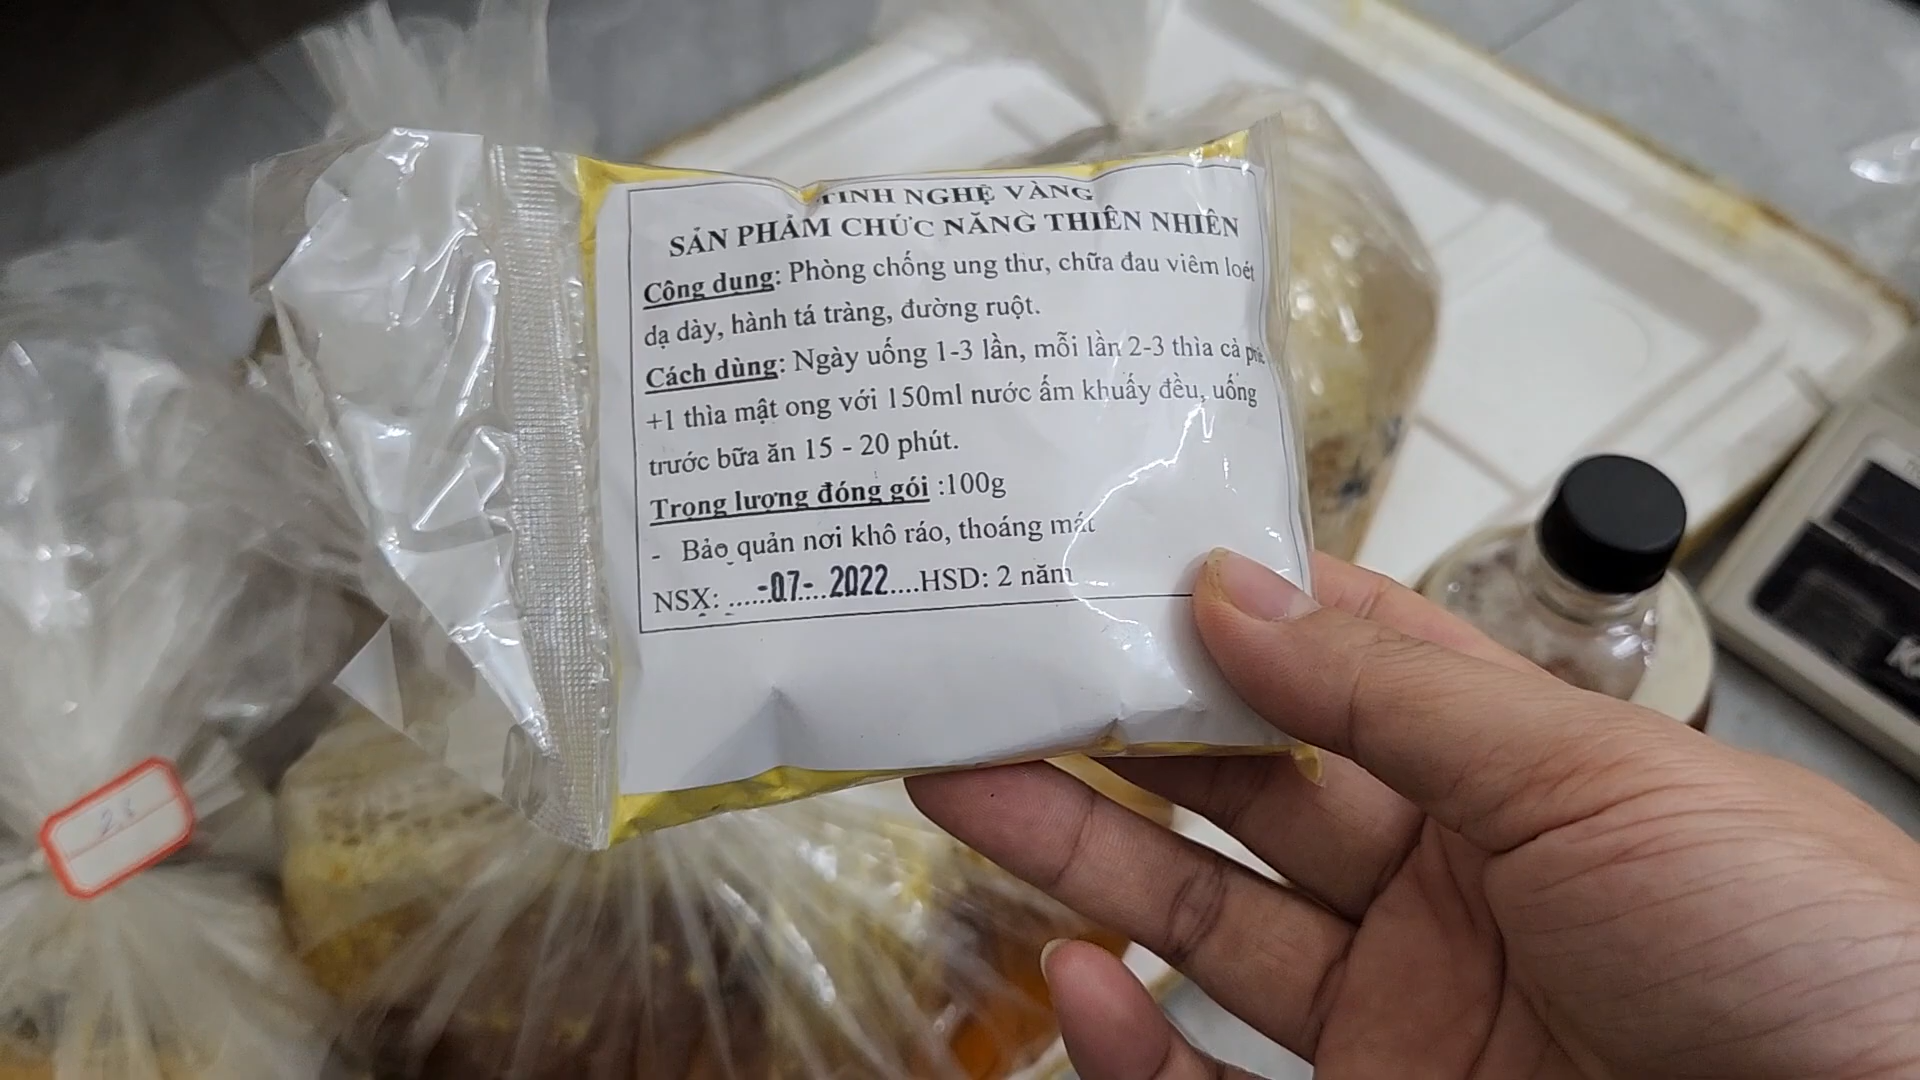 TINH NGHỆ VÀNG
SẢN PHẨM CHỨC NĂNG THIÊN NHIÊN
Công dụng: Phòng chống ung thư, chữa đau viêm loét
dạ dày, hành tá tràng, đường ruột.
Cách dùng: Ngày uống 1-3 lần, mỗi lần 2-3 thìa cà phê
+1 thìa mật ong với 150ml nước ấm khuấy đều, uống
trước bữa ăn 15 - 20 phút.
Trọng lượng đóng gói :100g
- Bảo quản nơi khô ráo, thoáng mát
NSX: ......-07-...2022....HSD: 2 năm